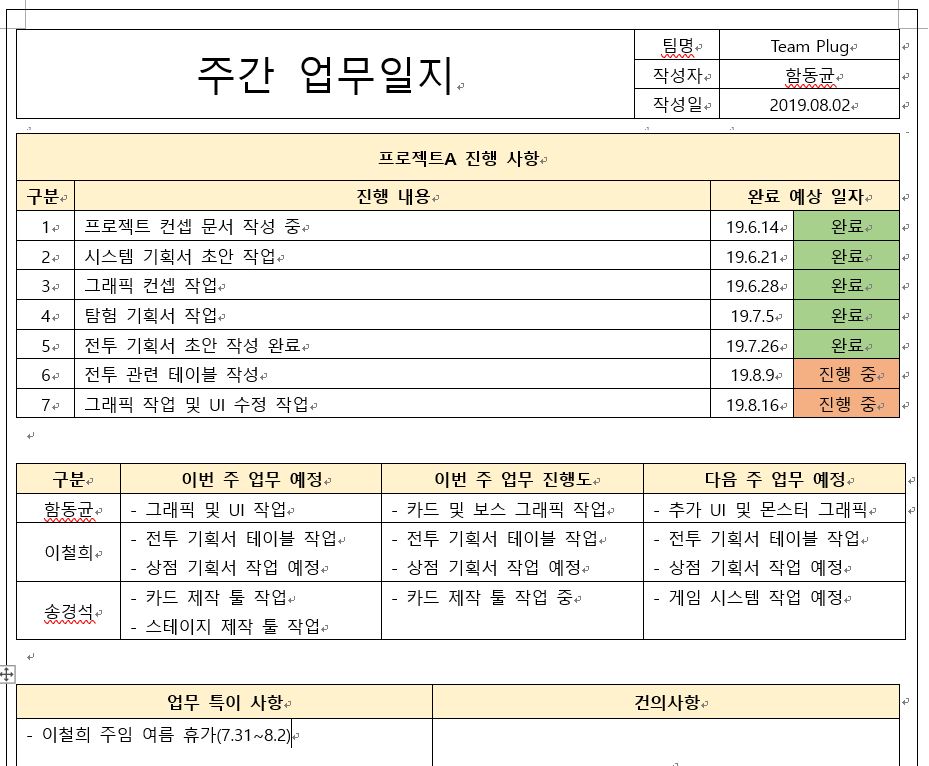 주간 업무일지
팀명 Team Plug
작성자 함동균
작성일 2019.08.02
프로젝트A 진행 사항
구분 진행 내용 완료 예상 일자
1 프로젝트 컨셉 문서 작성 중 19.6.14 완료
2 시스템 기획서 초안 작업 19.6.21 완료
3 그래픽 컨셉 작업 19.6.28 완료
4 탐험 기획서 작업 19.7.5 완료
5 전투 기획서 초안 작성 완료 19.7.26 완료
6 전투 관련 테이블 작성 19.8.9 진행 중
7 그래픽 작업 및 UI 수정 작업 19.8.16 진행 중
구분 이번 주 업무 예정 이번 주 업무 진행도 다음 주 업무 예정
함동균 - 그래픽 및 UI 작업 - 카드 및 보스 그래픽 작업 - 추가 UI 및 몬스터 그래픽
이철희 - 전투 기획서 테이블 작업 - 전투 기획서 테이블 작업 - 전투 기획서 테이블 작업
- 상점 기획서 작업 예정 - 상점 기획서 작업 예정 - 상점 기획서 작업 예정
송경석 - 카드 제작 툴 작업 - 카드 제작 툴 작업 중 - 게임 시스템 작업 예정
- 스테이지 제작 툴 작업
업무 특이 사항 건의사항
- 이철희 주임 여름 휴가(7.31~8.2)